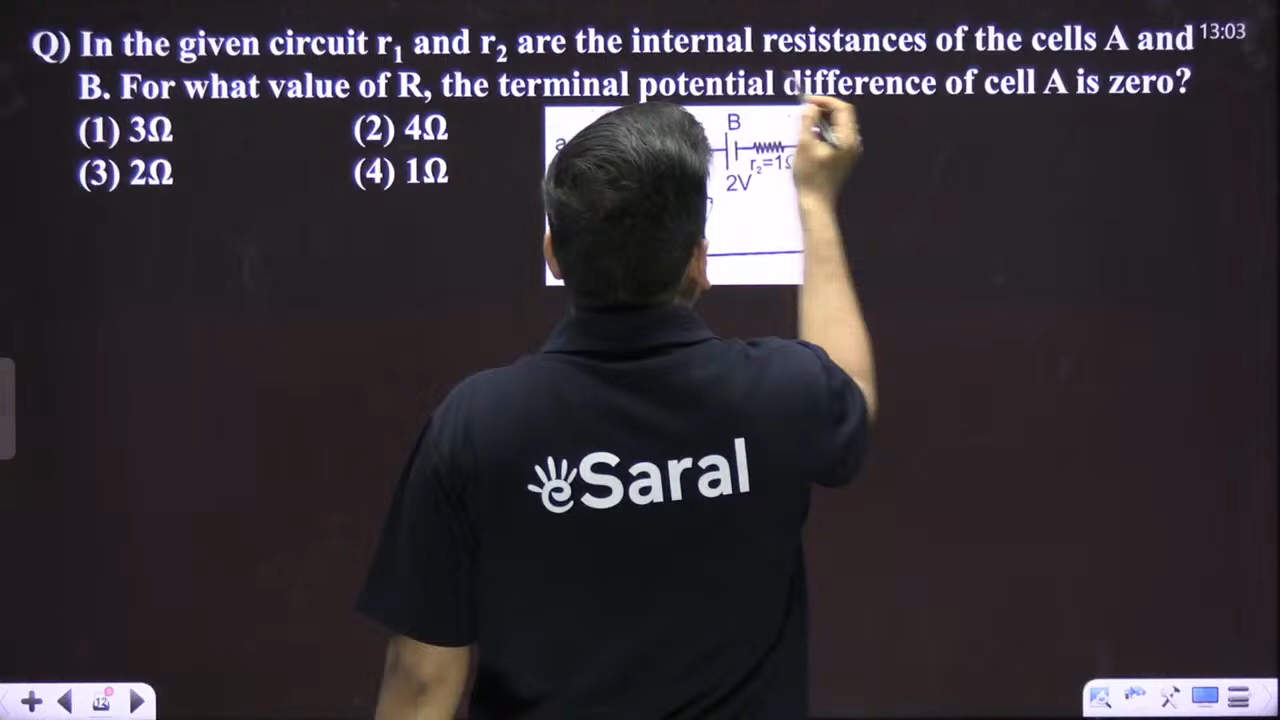 Q) In the given circuit r₁ and r₂ are the internal resistances of the cells A and
13:03
B. For what value of R, the terminal potential difference of cell A is zero?
(1) 3Ω
(2) 4Ω
(3) 2Ω
(4) 1Ω
B
r₂=1
2V
eSaral
12